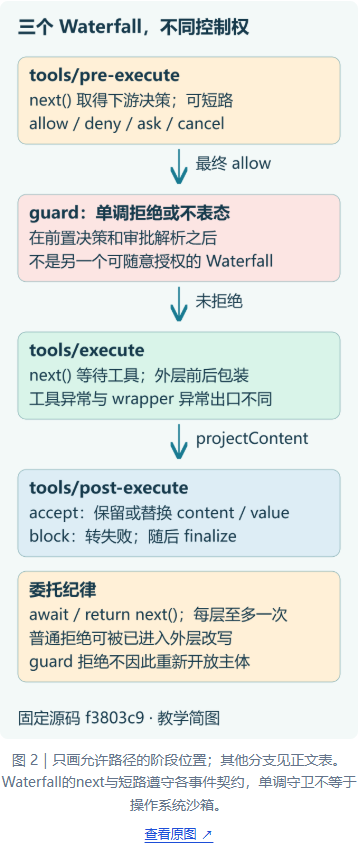 三个 Waterfall，不同控制权
tools/pre-execute
next() 取得下游决策；可短路
allow / deny / ask / cancel
最终 allow
guard：单调拒绝或不表态
在前置决策和审批解析之后
不是另一个可随意授权的 Waterfall
未拒绝
tools/execute
next() 等待工具；外层前后包装
工具异常与 wrapper 异常出口不同
projectContent
tools/post-execute
accept：保留或替换 content / value
block：转失败；随后 finalize
委托纪律
await / return next()；每层至多一次
普通拒绝可被已进入外层改写
guard 拒绝不因此重新开放主体
固定源码 f3803c9 · 教学简图
图 2｜只画允许路径的阶段位置；其他分支见正文表。
Waterfall的next与短路遵守各事件契约，单调守卫不等于
操作系统沙箱。
查看原图 ↗